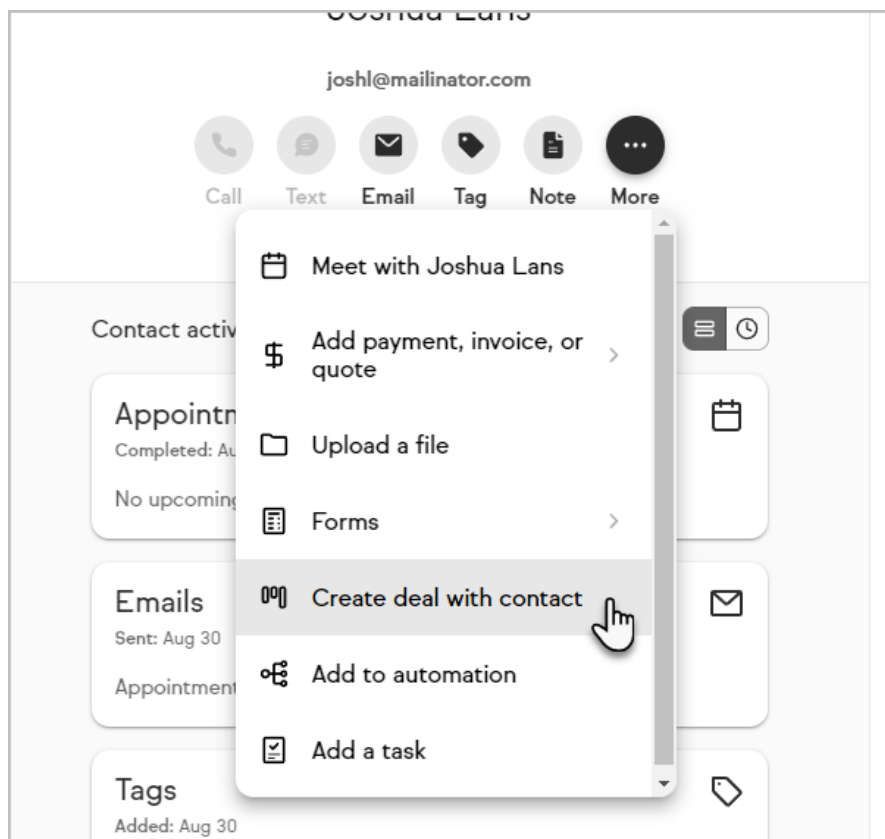 Joshua Lans
joshl@mailinator.com
Call Text Email Tag Note More
Meet with Joshua Lans
Contact activ
Add payment, invoice, or
quote
Appointm
Completed: Au
Upload a file
No upcoming
Forms
Create deal with contact
Emails
Sent: Aug 30
Add to automation
Appointment
Add a task
Tags
Added: Aug 30